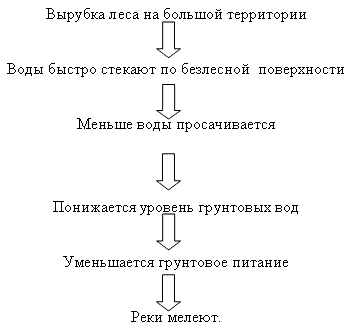 Вырубка леса на большой территории
Воды быстро стекают по безлесной поверхности
Меньше воды просачивается
Понижается уровень грунтовых вод
Уменьшается грунтовое питание
Реки мелеют.